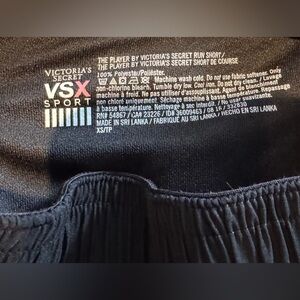 VICTORIA'S
SECRET
VSX
SPORT
THE PLAYER BY VICTORIA'S SECRET RUN SHORT/
THE PLAYER BY VICTORIA'S SECRET SHORT DE COURSE
100% Polyester/Poliéster.
Machine wash cold. Do not use fabric softener. Only
non-chlorine bleach. Tumble dry low. Cool iron. Do not dry clean. / Lavage
machine à froid. Ne pas utiliser d'assouplissant. Agent de blanchiment
non chloré uniquement. Séchage machine à basse température. Repassage
à basse température. Nettoyage à sec interdit.
RN# 54867 / CA# 23226 / ID# 36009463 / 332830
MADE IN SRI LANKA / FABRIQUÉ AU SRI LANKA / HECHO EN SRI LANKA
XS/TP